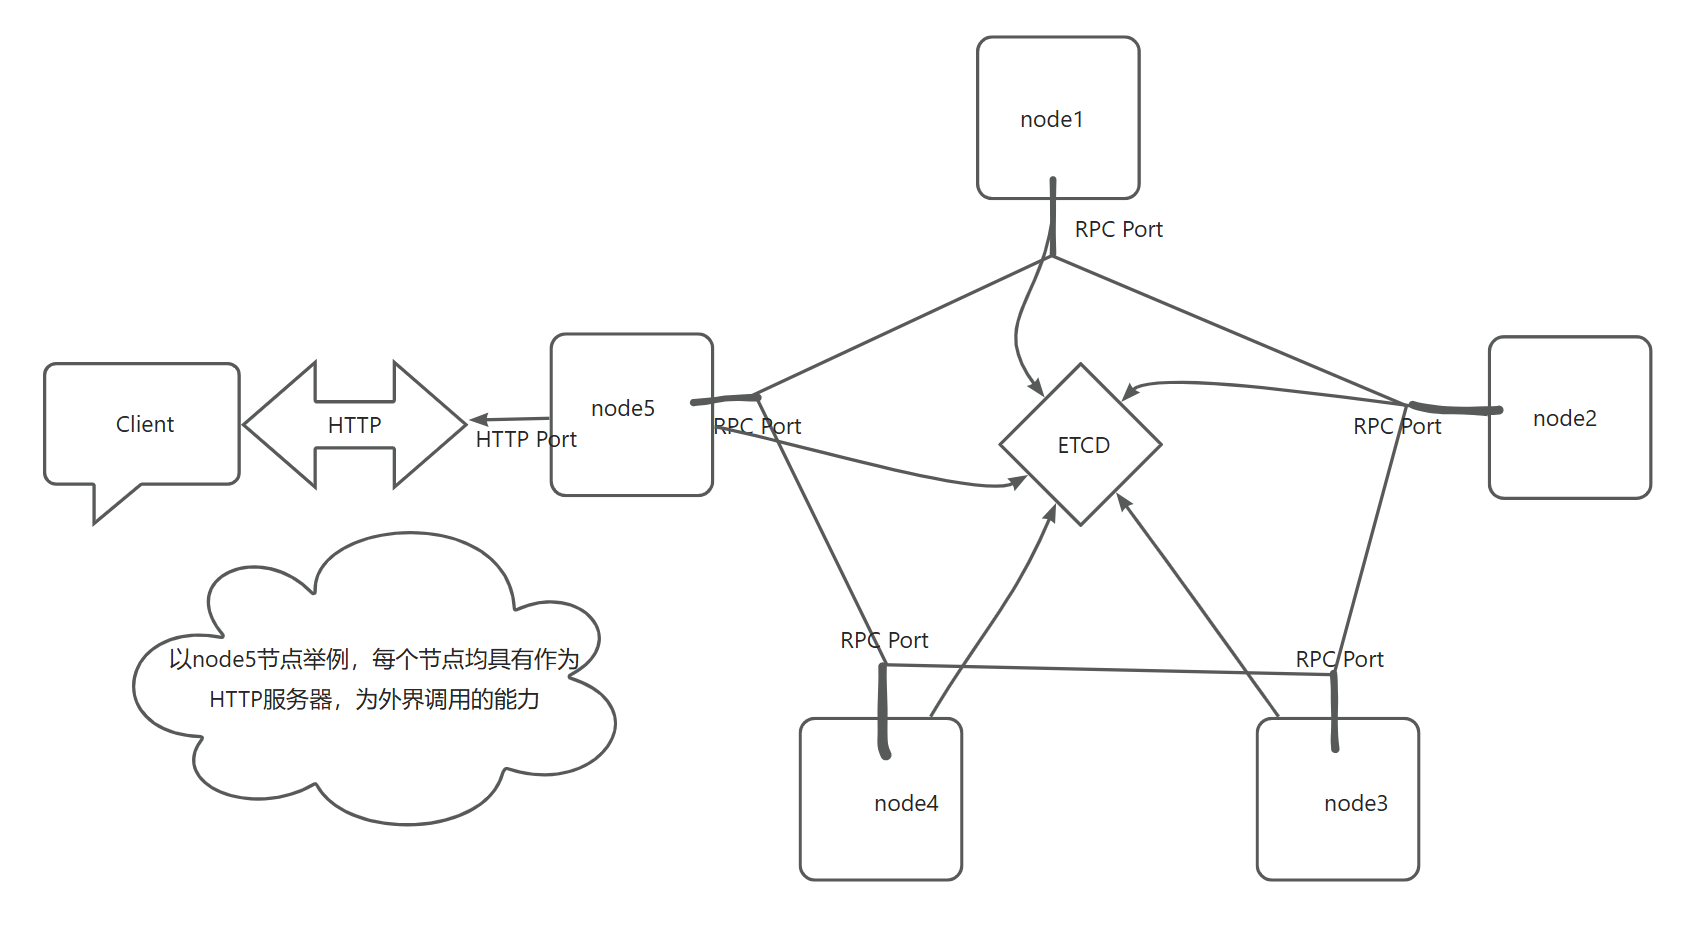 node1
RPC Port
node5
Client
HTTP
HTTP Port
RPC Port
ETCD
RPC Port
node2
RPC Port
RPC Port
以node5节点举例，每个节点均具有作为
HTTP服务器，为外界调用的能力
node4
node3